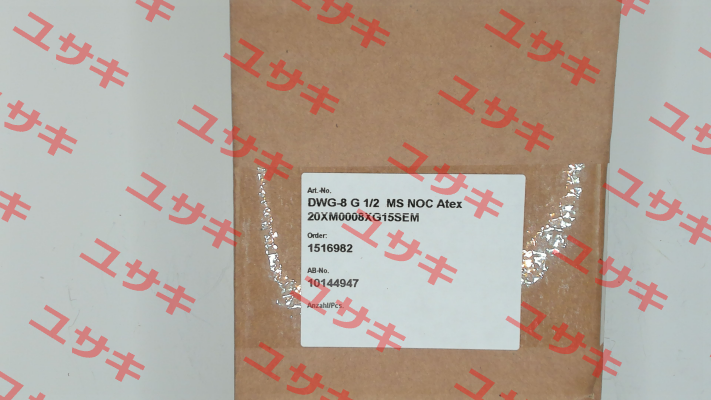 Art.-No.
DWG-8 G 1/2 MS NOC Atex
20XM0008XG15SEM
Order:
1516982
AB-No.
10144947
Anzahl/Pcs.
ユサキ